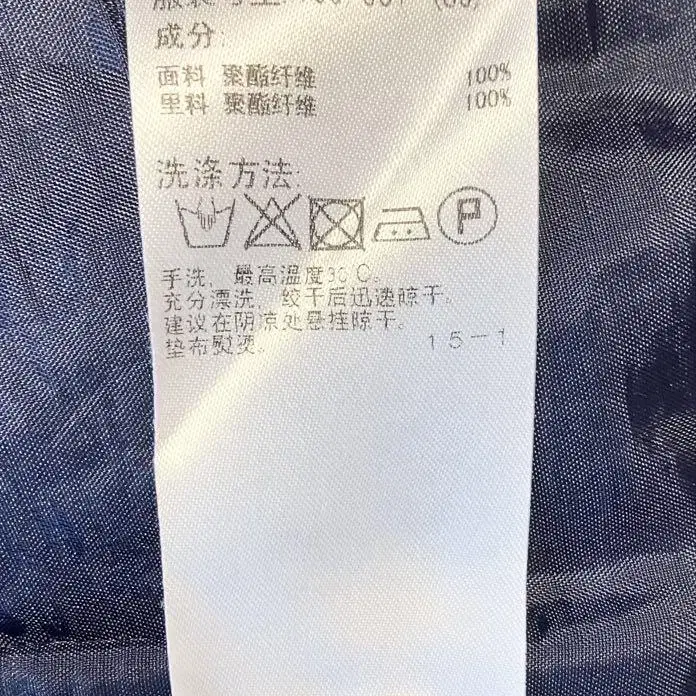 成分:
面料 聚酯纤维 100%
里料 聚酯纤维 100%
洗涤方法:
P
手洗，最高温度30℃。
充分漂洗，绞干后迅速晾干。
建议在阴凉处悬挂晾干。
垫布熨烫。 15-1